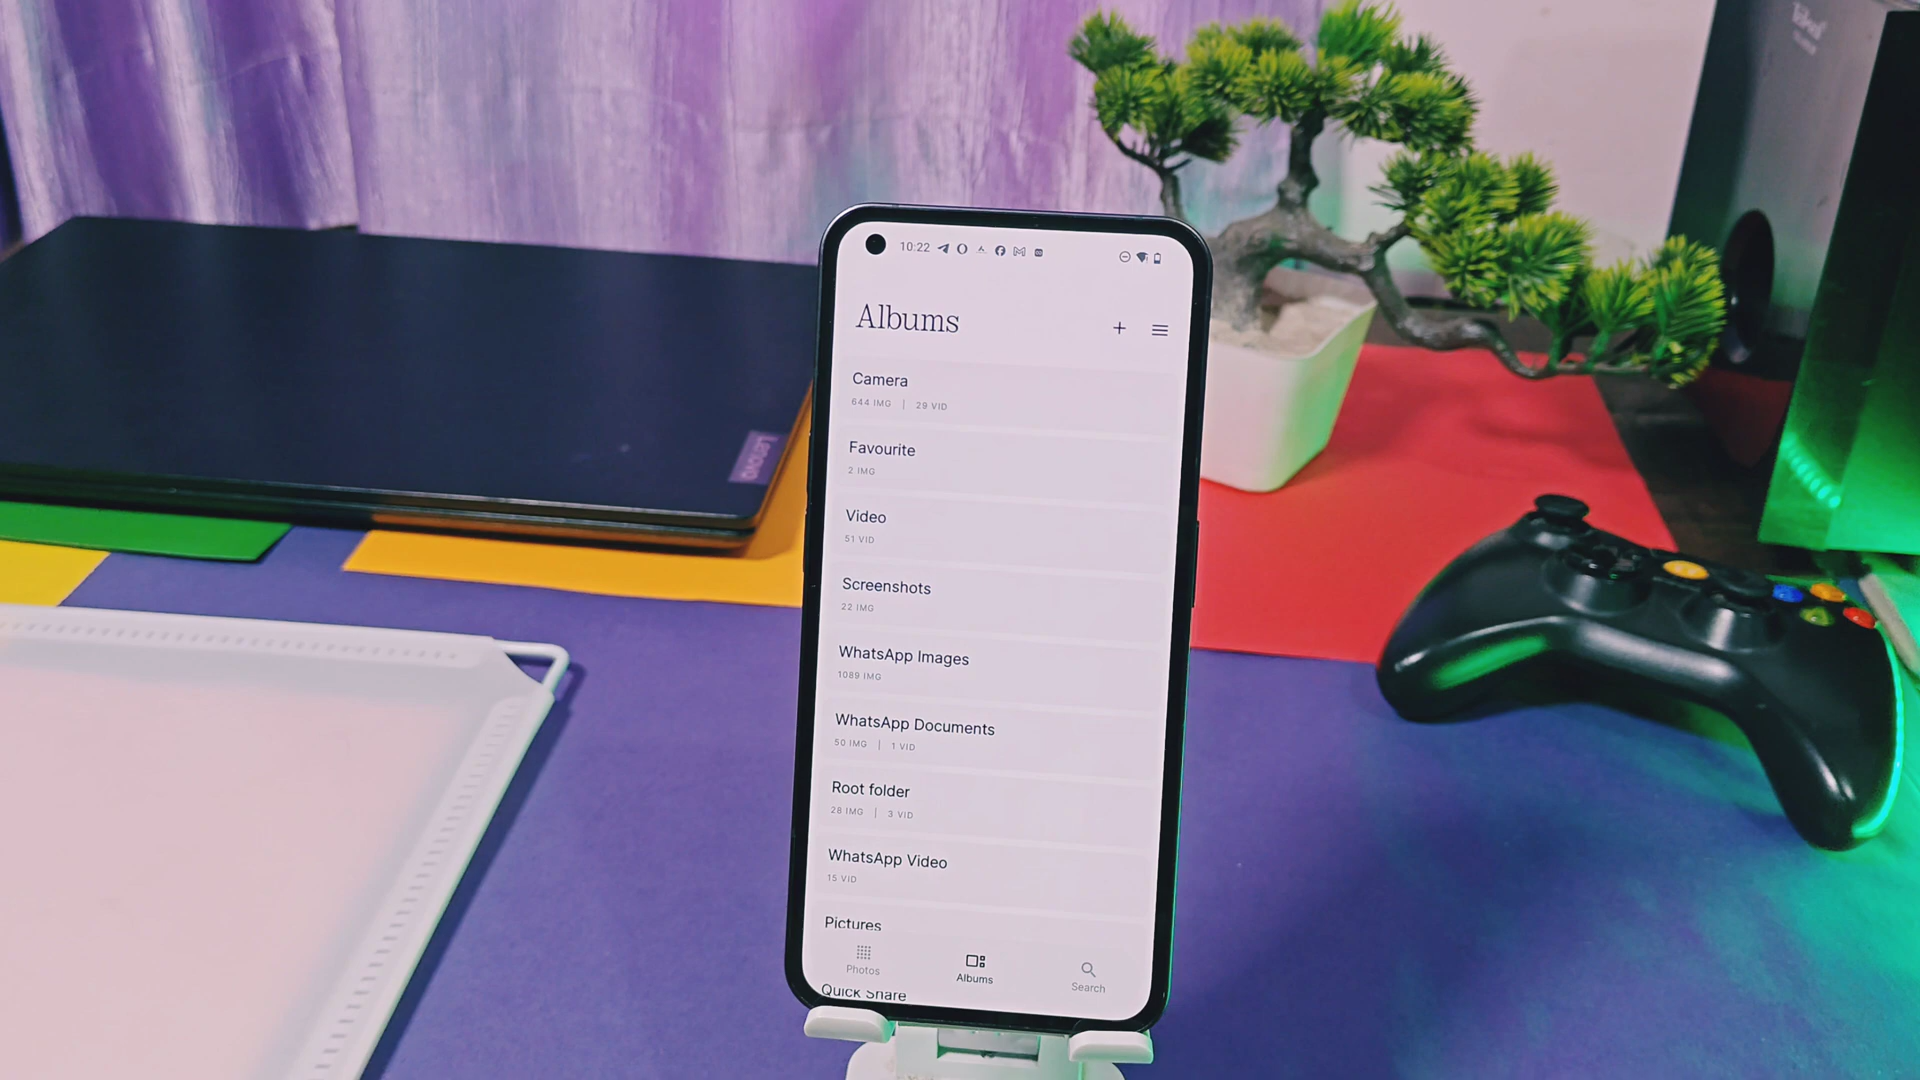 10:22
Albums
Camera
644 IMG | 29 VID
Favourite
2 IMG
Video
51 VID
Screenshots
22 IMG
WhatsApp Images
1089 IMG
WhatsApp Documents
50 IMG | 1 VID
Root folder
28 IMG | 3 VID
WhatsApp Video
15 VID
Pictures
Photos
Albums
Search
Quick Share
Lenovo